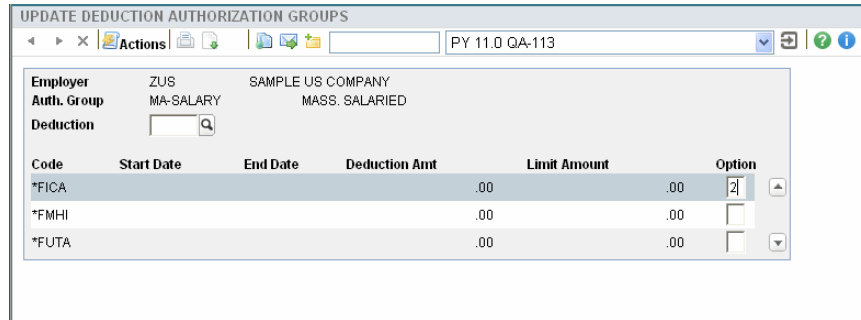 UPDATE DEDUCTION AUTHORIZATION GROUPS
Actions PY 11.0 QA-113
Employer ZUS SAMPLE US COMPANY
Auth. Group MA-SALARY MASS. SALARIED
Deduction
Code Start Date End Date Deduction Amt Limit Amount Option
*FICA .00 .00 2
*FMHI .00 .00
*FUTA .00 .00